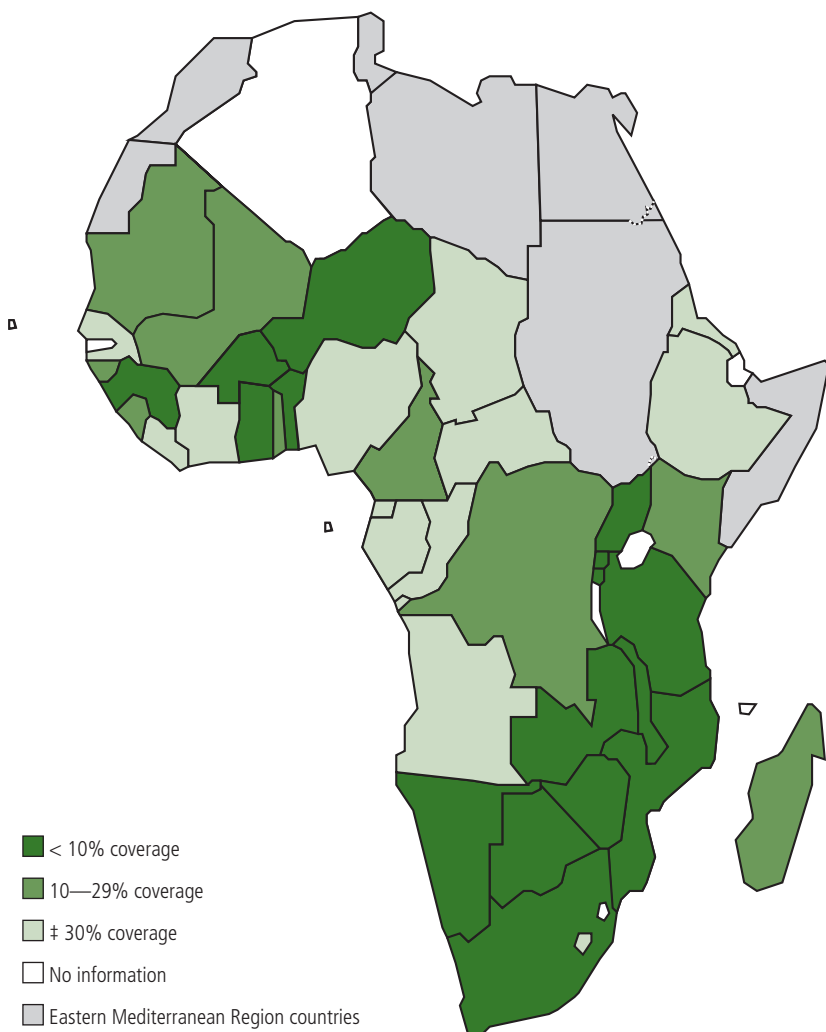 < 10% coverage
10—29% coverage
‡ 30% coverage
No information
Eastern Mediterranean Region countries